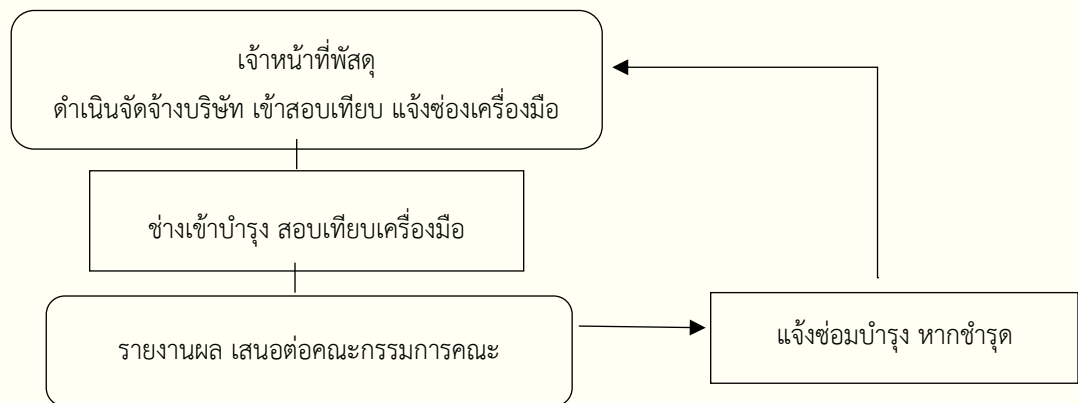 เจ้าหน้าที่พัสดุ
ดำเนินจัดจ้างบริษัท เข้าสอบเทียบ แจ้งซ่องเครื่องมือ
ช่างเข้าบำรุง สอบเทียบเครื่องมือ
รายงานผล เสนอต่อคณะกรรมการคณะ
แจ้งซ่อมบำรุง หากชำรุด